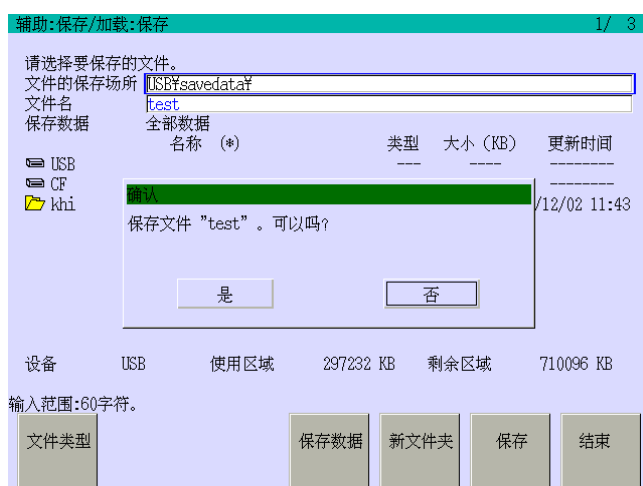 辅助:保存/加载:保存 1/ 3
请选择要保存的文件。
文件的保存场所 USB¥savedata¥
文件名 test
保存数据 全部数据
名称 (*) 类型 大小 (KB) 更新时间
USB --- ---- --------
CF --------
khi /12/02 11:43
确认
保存文件 "test" 。可以吗?
是 否
设备 USB 使用区域 297232 KB 剩余区域 710096 KB
输入范围:60字符。
文件类型 保存数据 新文件夹 保存 结束